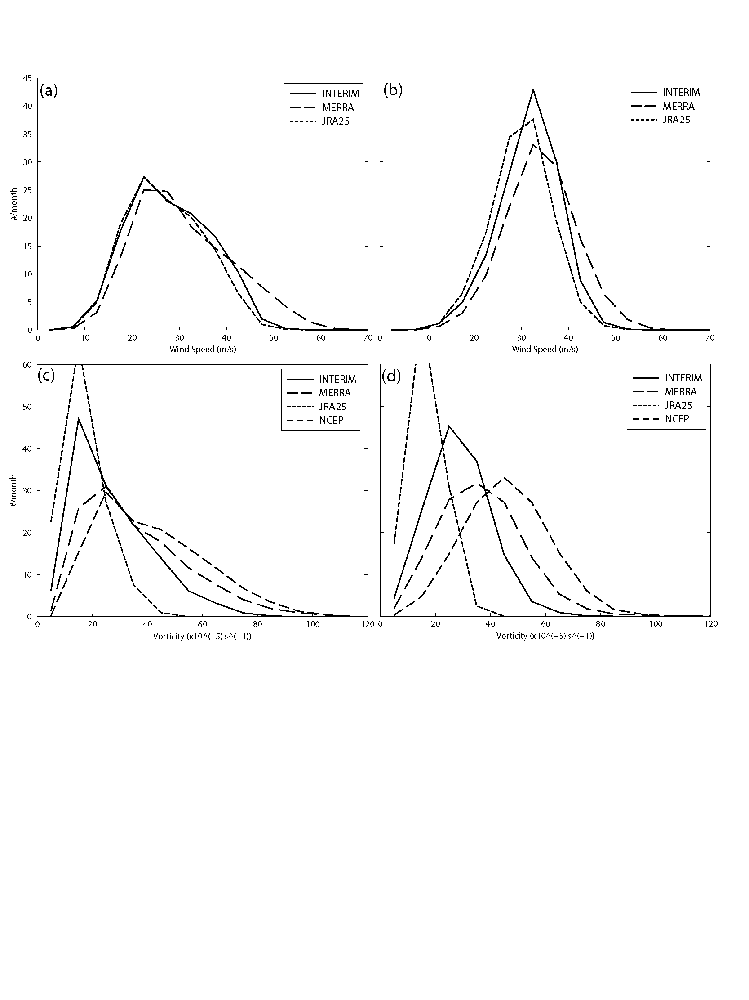 (a)
INTERIM
MERRA
JRA25
45
40
35
30
25
20
15
10
5
0
#/month
0 10 20 30 40 50 60 70
Wind Speed (m/s)
(b)
INTERIM
MERRA
JRA25
0 10 20 30 40 50 60 70
Wind Speed (m/s)
(c)
INTERIM
MERRA
JRA25
NCEP
60
50
40
30
20
10
0
#/month
0 20 40 60 80 100 120
Vorticity (x10^(−5) s^(−1))
(d)
INTERIM
MERRA
JRA25
NCEP
0 20 40 60 80 100 120
Vorticity (x10^(−5) s^(−1))